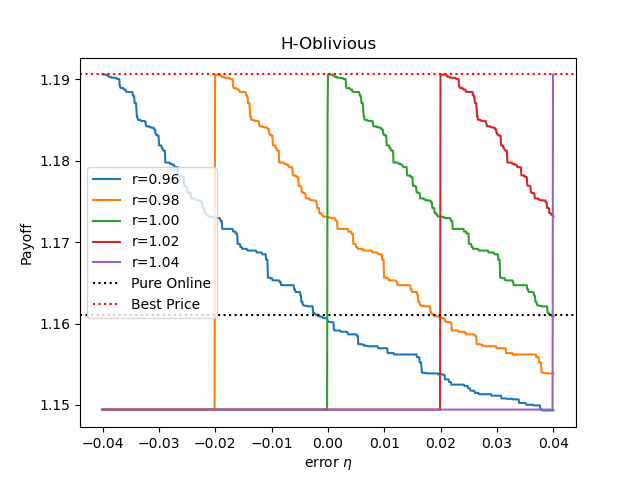 H-Oblivious
Payoff
1.19
1.18
1.17
1.16
1.15
r=0.96
r=0.98
r=1.00
r=1.02
r=1.04
Pure Online
Best Price
−0.04 −0.03 −0.02 −0.01 0.00 0.01 0.02 0.03 0.04
error η